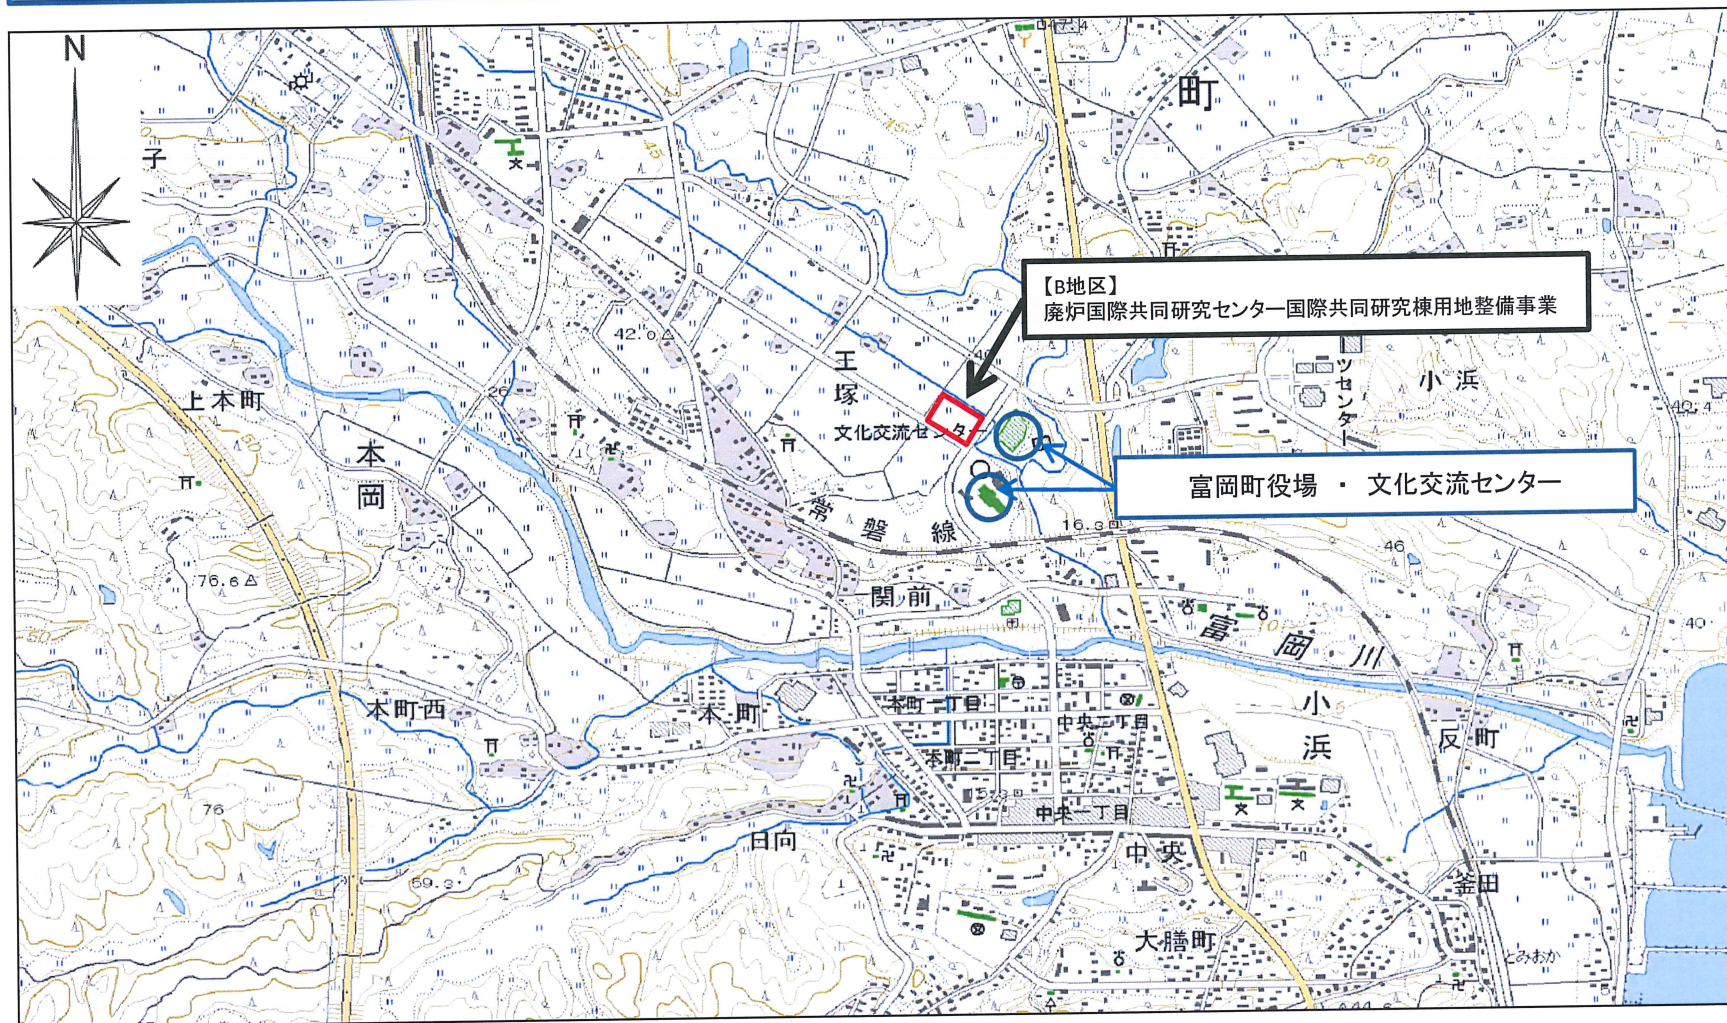 N
町
子
45
45
50
【B地区】
廃炉国際共同研究センター国際共同研究棟用地整備事業
42.0
王塚
40
小浜
26
上本町
文化交流センター
本岡
富岡町役場 ・ 文化交流センター
常磐線
16.3
46
50
76.6
関前
富岡川
40
50
本町西
本町
本町一丁目
中央二丁目
小浜
反町
本町二丁目
76
中央一丁目
日向
中央
59.3
釜田
大膳町
とみおか